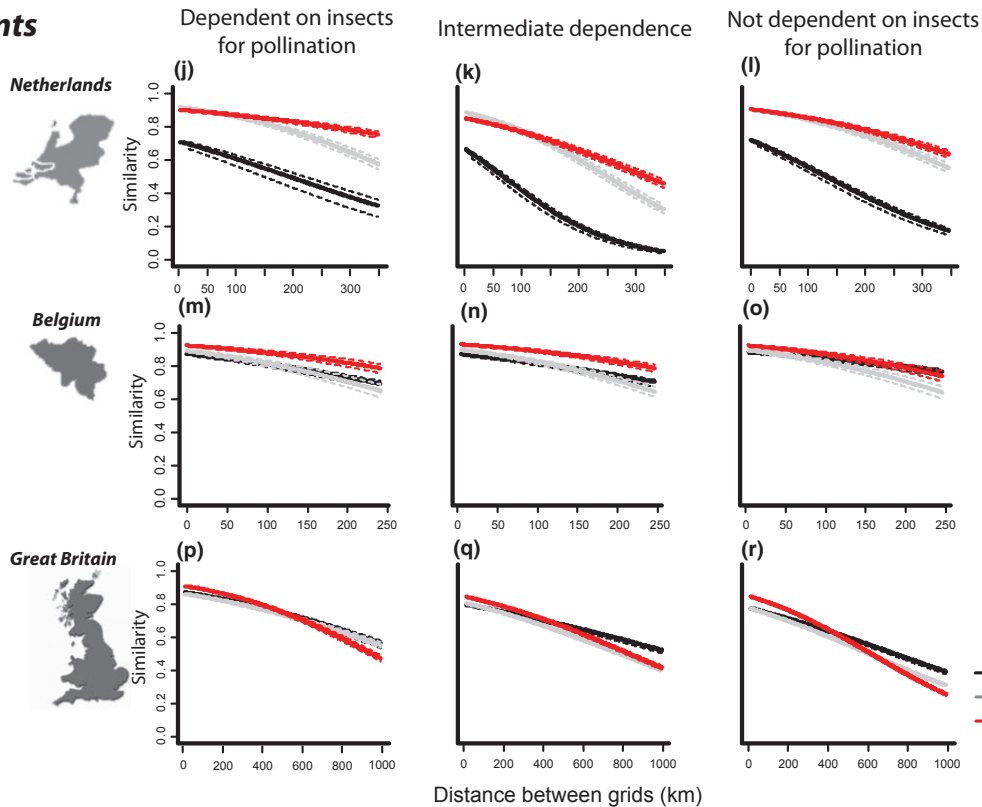 nts
Dependent on insects
for pollination
Intermediate dependence
Not dependent on insects
for pollination
Netherlands
(j)
(k)
(l)
Similarity
1.0
0.8
0.6
0.4
0.2
0.0
0 50 100 200 300
0 50 100 200 300
0 50 100 200 300
Belgium
(m)
(n)
(o)
Similarity
1.0
0.8
0.6
0.4
0.2
0.0
0 50 100 150 200 250
0 50 100 150 200 250
0 50 100 150 200 250
Great Britain
(p)
(q)
(r)
Similarity
1.0
0.8
0.6
0.4
0.2
0.0
0 200 400 600 800 1000
0 200 400 600 800 1000
0 200 400 600 800 1000
Distance between grids (km)